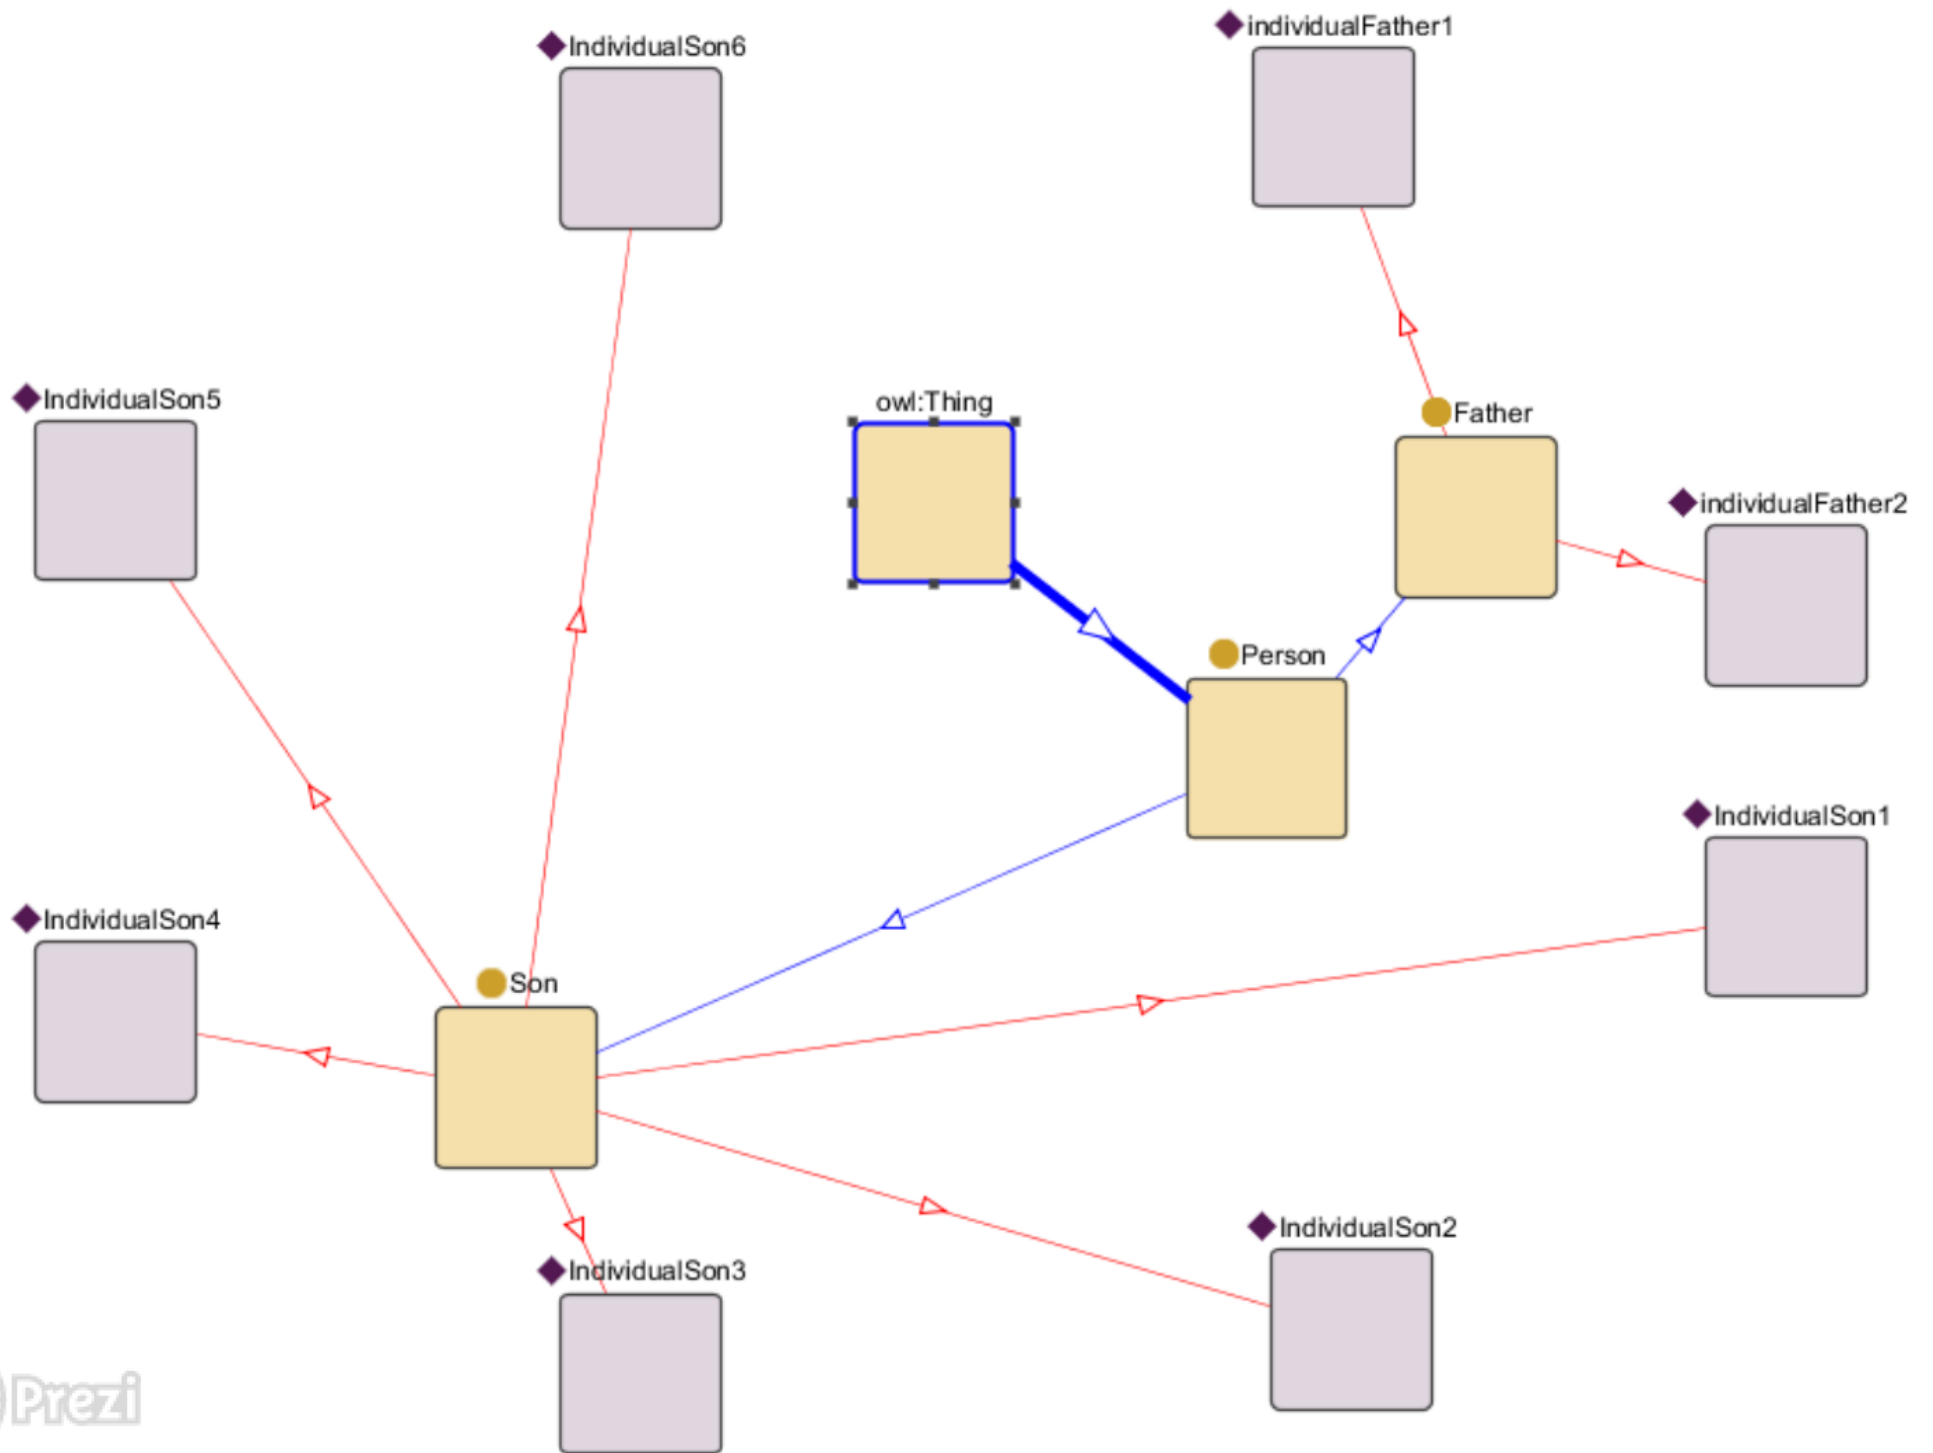 individualFather1
IndividualSon6
IndividualSon5
owl:Thing
Father
individualFather2
Person
IndividualSon1
IndividualSon4
Son
IndividualSon2
IndividualSon3
Prezi